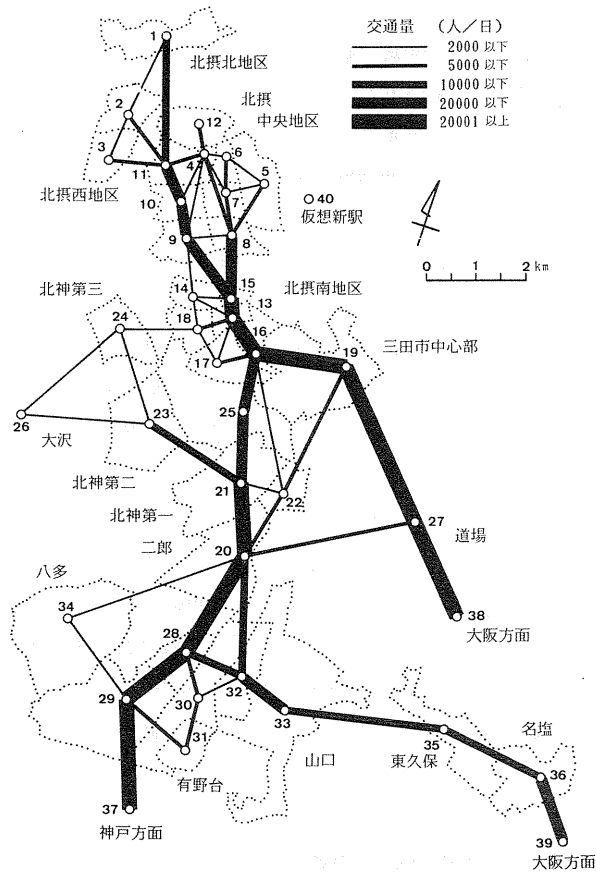 交通量 (人／日)
2000 以下
5000 以下
10000 以下
20000 以下
20001 以上
1
北摂北地区
2
12
北摂
中央地区
3
11
4
6
5
7
北摂西地区
10
40
仮想新駅
9
8
0 1 2 km
14
15
北摂南地区
北神第三
13
18
16
24
17
19
三田市中心部
25
26
23
大沢
21
22
北神第二
北神第一
27
道場
二郎
20
八多
34
38
大阪方面
28
32
29
30
33
31
35
名塩
山口
東久保
36
有野台
37
神戸方面
39
大阪方面